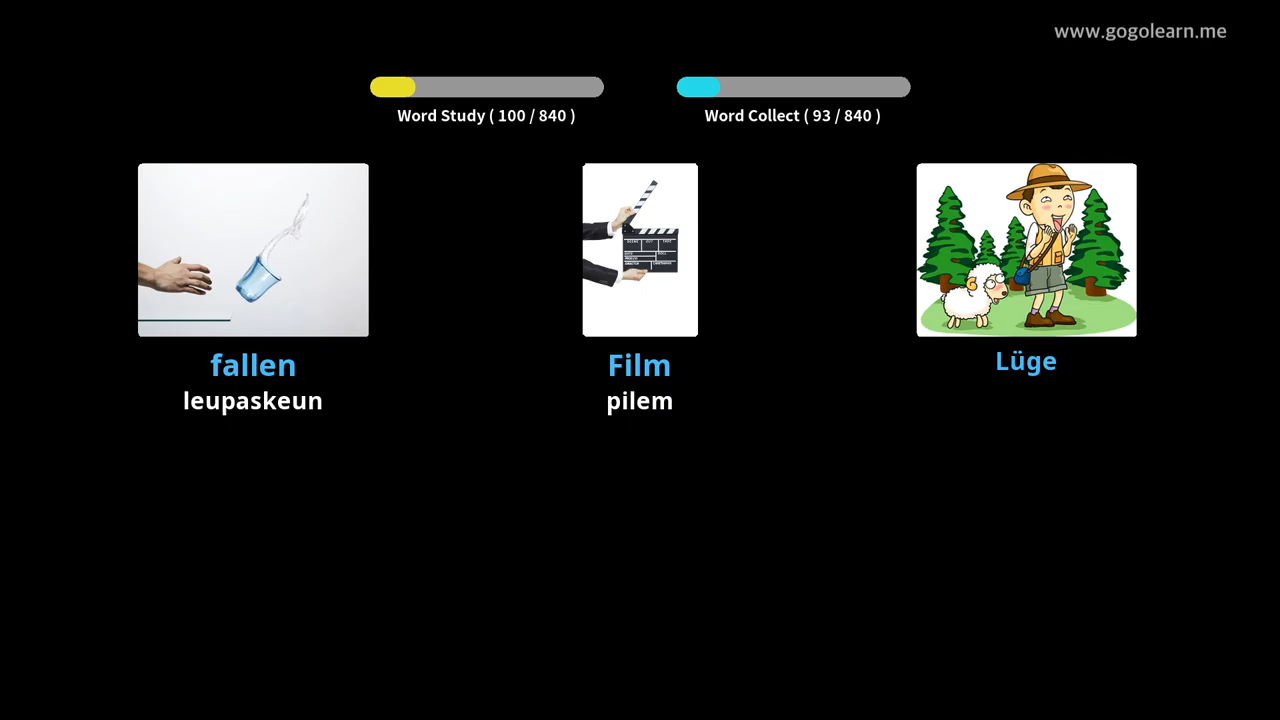 www.gogolearn.me
Word Study ( 100 / 840 )
Word Collect ( 93 / 840 )
fallen
leupaskeun
Film
pilem
Lüge